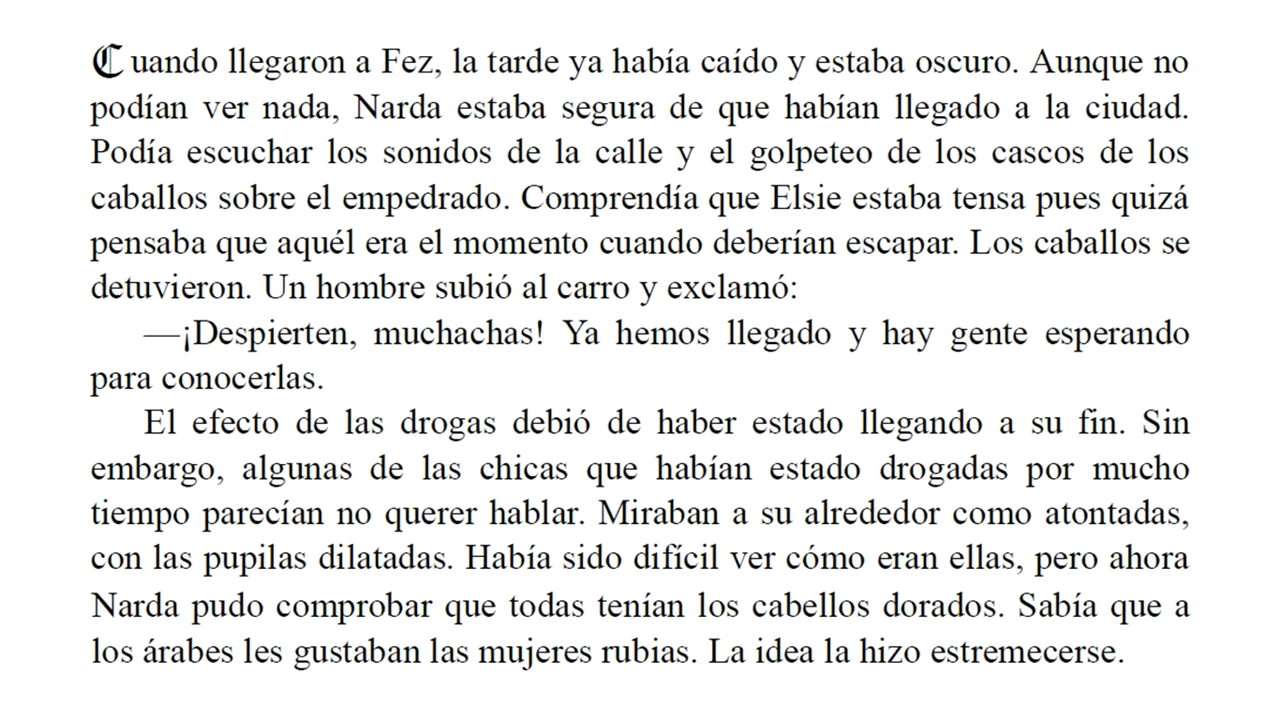 Cuando llegaron a Fez, la tarde ya había caído y estaba oscuro. Aunque no
podían ver nada, Narda estaba segura de que habían llegado a la ciudad.
Podía escuchar los sonidos de la calle y el golpeteo de los cascos de los
caballos sobre el empedrado. Comprendía que Elsie estaba tensa pues quizá
pensaba que aquél era el momento cuando deberían escapar. Los caballos se
detuvieron. Un hombre subió al carro y exclamó:
—¡Despierten, muchachas! Ya hemos llegado y hay gente esperando
para conocerlas.
El efecto de las drogas debió de haber estado llegando a su fin. Sin
embargo, algunas de las chicas que habían estado drogadas por mucho
tiempo parecían no querer hablar. Miraban a su alrededor como atontadas,
con las pupilas dilatadas. Había sido difícil ver cómo eran ellas, pero ahora
Narda pudo comprobar que todas tenían los cabellos dorados. Sabía que a
los árabes les gustaban las mujeres rubias. La idea la hizo estremecerse.